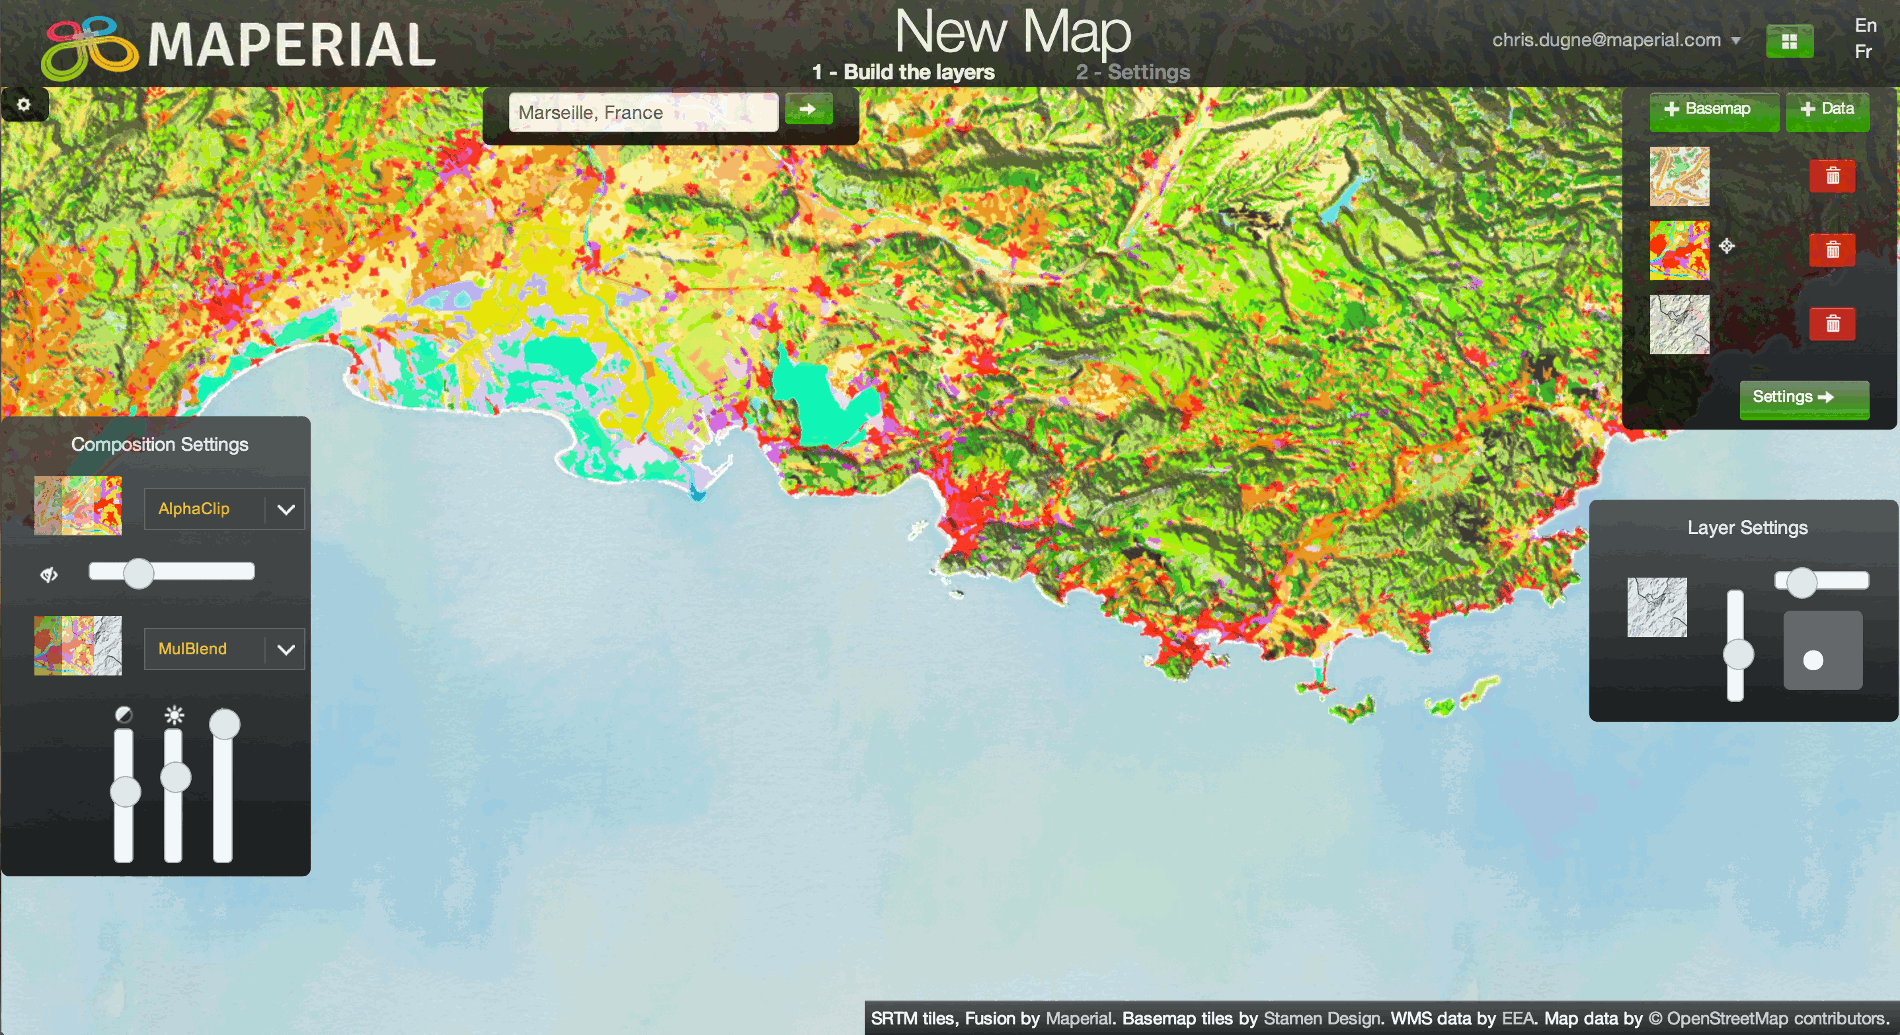 MAPERIAL
New Map
1 - Build the layers
2 - Settings
chris.dugne@maperial.com
En
Fr
Marseille, France
Basemap
Data
Settings
Composition Settings
AlphaClip
MulBlend
Layer Settings
SRTM tiles, Fusion by Maperial. Basemap tiles by Stamen Design. WMS data by EEA. Map data by © OpenStreetMap contributors.